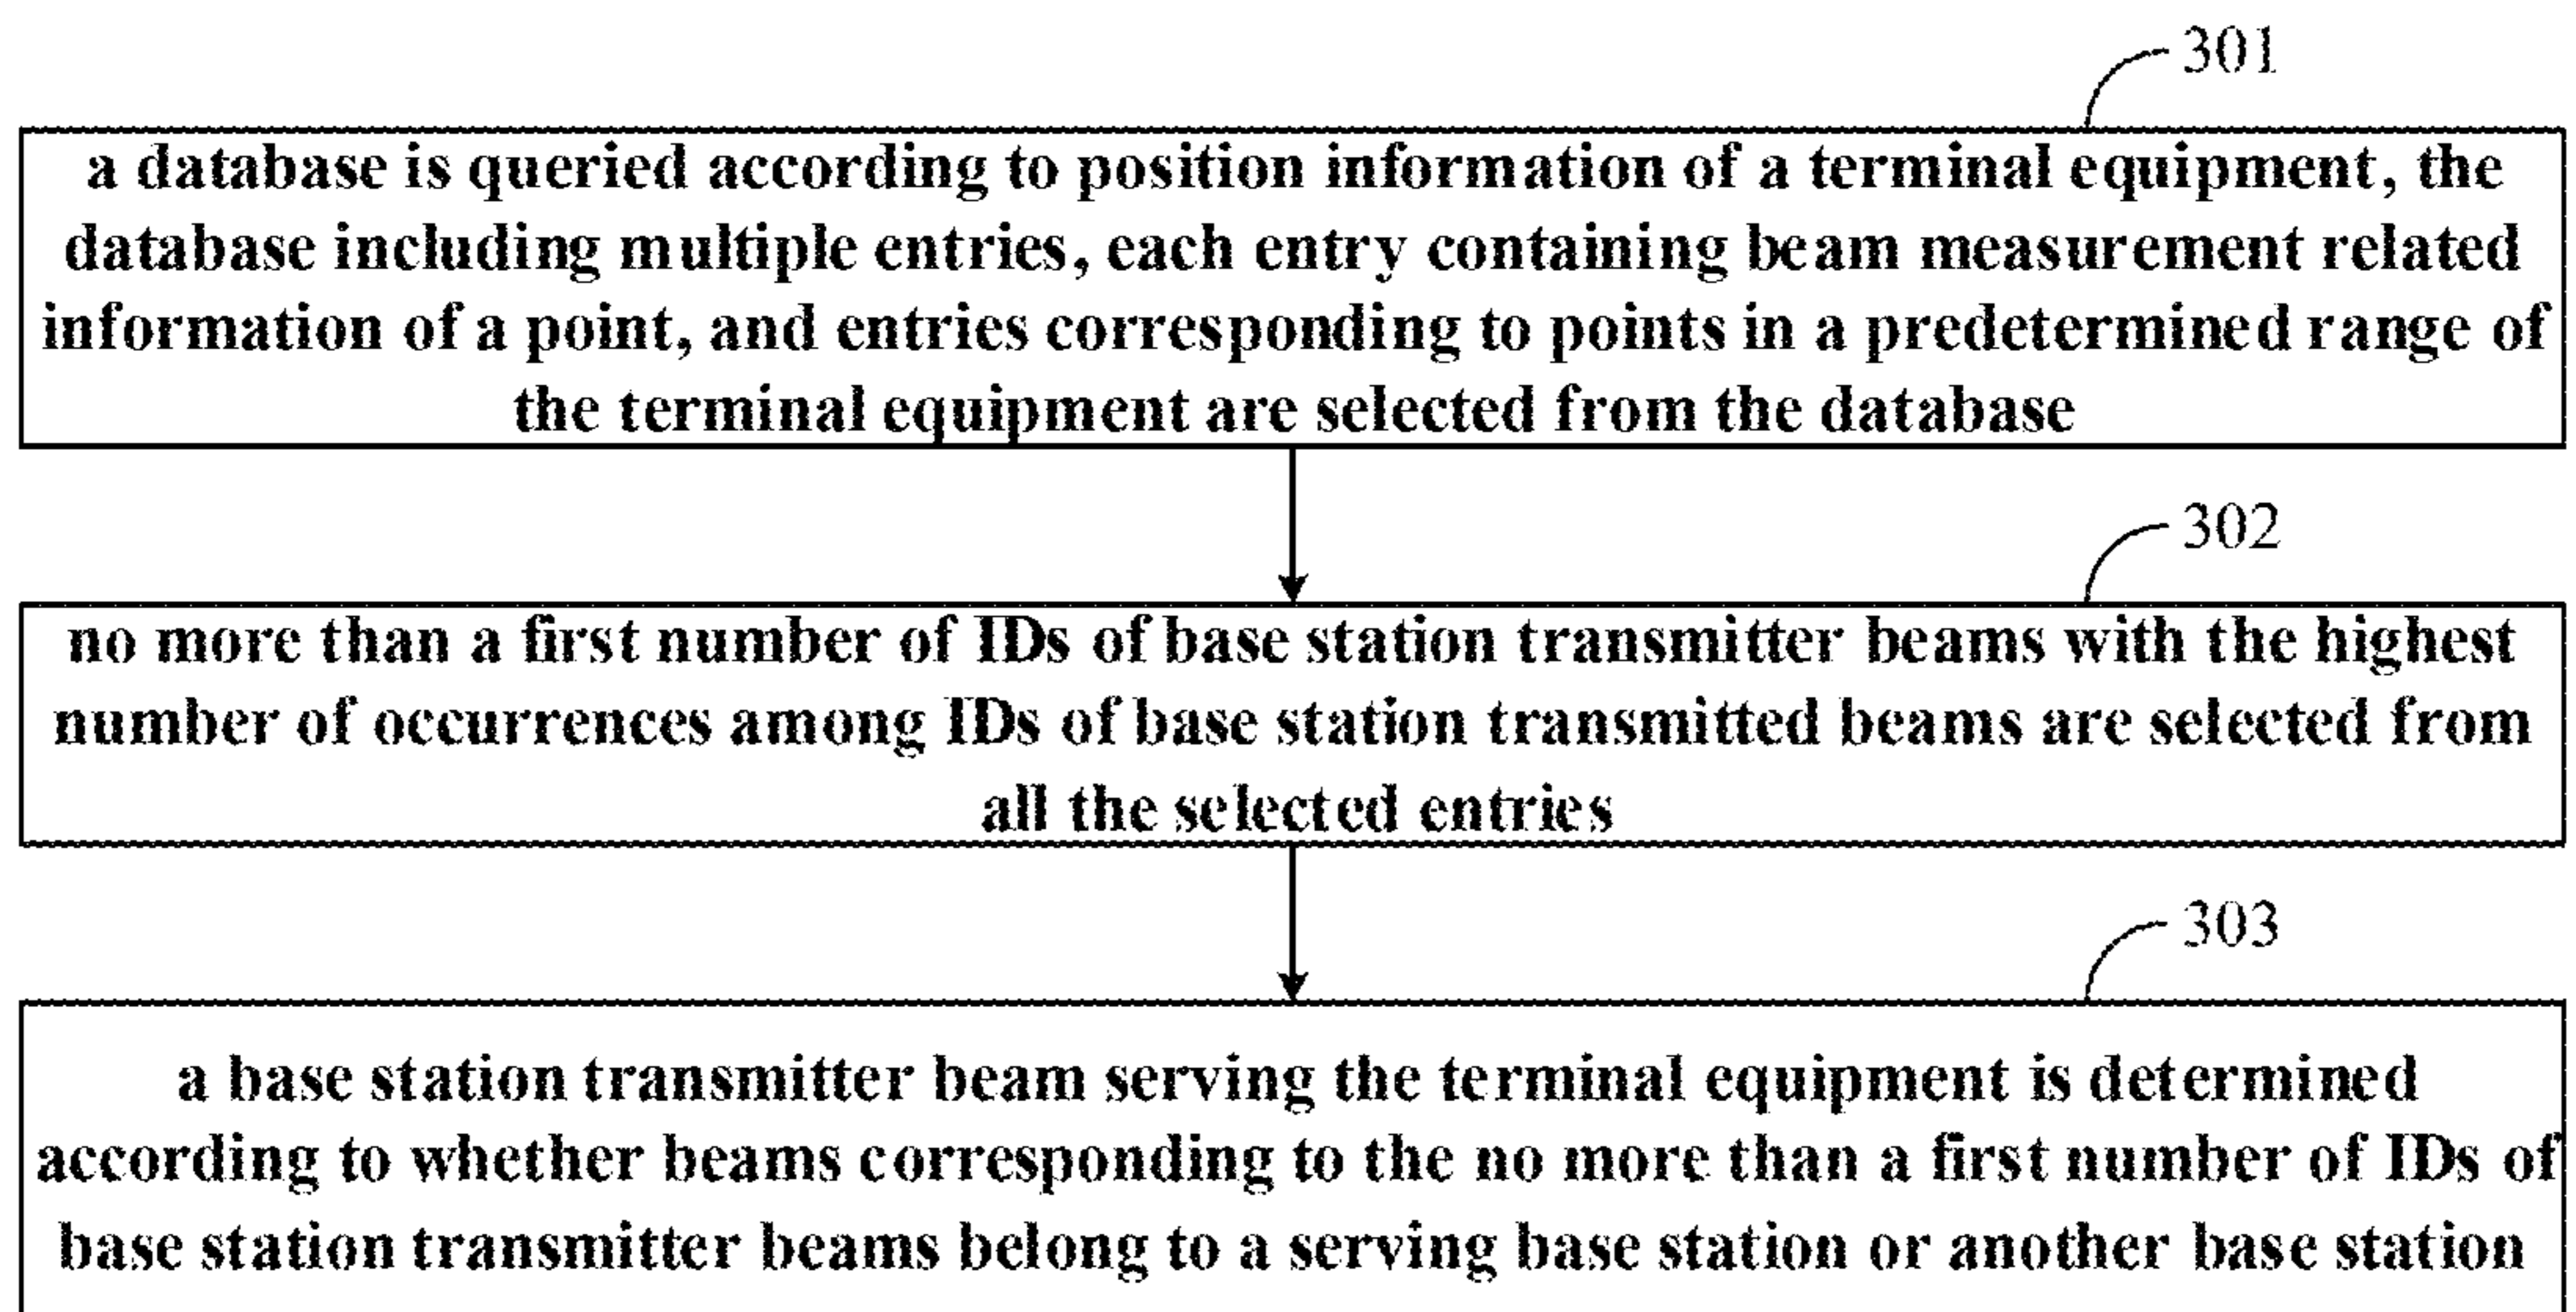 301
a database is queried according to position information of a terminal equipment, the
database including multiple entries, each entry containing beam measurement related
information of a point, and entries corresponding to points in a predetermined range of
the terminal equipment are selected from the database
302
no more than a first number of IDs of base station transmitter beams with the highest
number of occurrences among IDs of base station transmitted beams are selected from
all the selected entries
303
a base station transmitter beam serving the terminal equipment is determined
according to whether beams corresponding to the no more than a first number of IDs of
base station transmitter beams belong to a serving base station or another base station